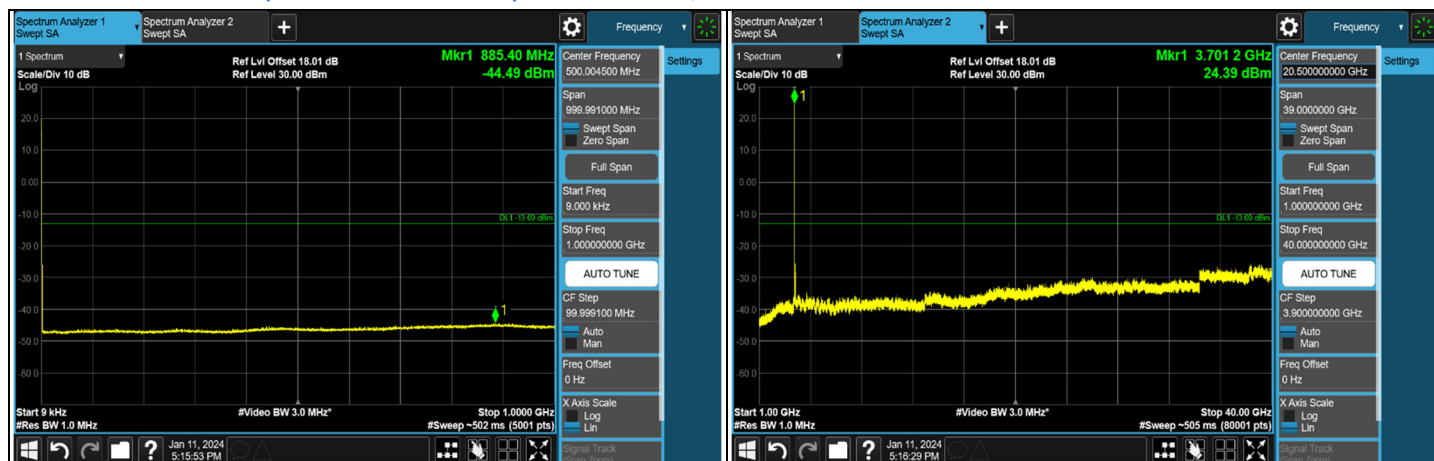 Spectrum Analyzer 1
Swept SA
Spectrum Analyzer 2
Swept SA
+
Frequency
1 Spectrum
Scale/Div 10 dB
Log
Ref Lvl Offset 18.01 dB
Ref Level 30.00 dBm
Mkr1 885.40 MHz
-44.49 dBm
20.0
10.0
0.00
-10.0
-20.0
-30.0
-40.0
-50.0
-60.0
DL1 -13.00 dBm
1
Start 9 kHz
#Res BW 1.0 MHz
#Video BW 3.0 MHz*
Stop 1.0000 GHz
#Sweep ~502 ms (5001 pts)
Center Frequency
500.004500 MHz
Settings
Span
999.991000 MHz
Swept Span
Zero Span
Full Span
Start Freq
9.000 kHz
Stop Freq
1.000000000 GHz
AUTO TUNE
CF Step
99.999100 MHz
Auto
Man
Freq Offset
0 Hz
X Axis Scale
Log
Lin
Signal Track
(Span Zoom)
?
Jan 11, 2024
5:15:53 PM
Spectrum Analyzer 1
Swept SA
Spectrum Analyzer 2
Swept SA
+
Frequency
1 Spectrum
Scale/Div 10 dB
Log
Ref Lvl Offset 18.01 dB
Ref Level 30.00 dBm
Mkr1 3.701 2 GHz
24.39 dBm
1
20.0
10.0
0.00
-10.0
-20.0
-30.0
-40.0
-50.0
-60.0
DL1 -13.00 dBm
Start 1.00 GHz
#Res BW 1.0 MHz
#Video BW 3.0 MHz*
Stop 40.00 GHz
#Sweep ~505 ms (80001 pts)
Center Frequency
20.500000000 GHz
Settings
Span
39.0000000 GHz
Swept Span
Zero Span
Full Span
Start Freq
1.000000000 GHz
Stop Freq
40.000000000 GHz
AUTO TUNE
CF Step
3.900000000 GHz
Auto
Man
Freq Offset
0 Hz
X Axis Scale
Log
Lin
Signal Track
(Span Zoom)
?
Jan 11, 2024
5:16:29 PM